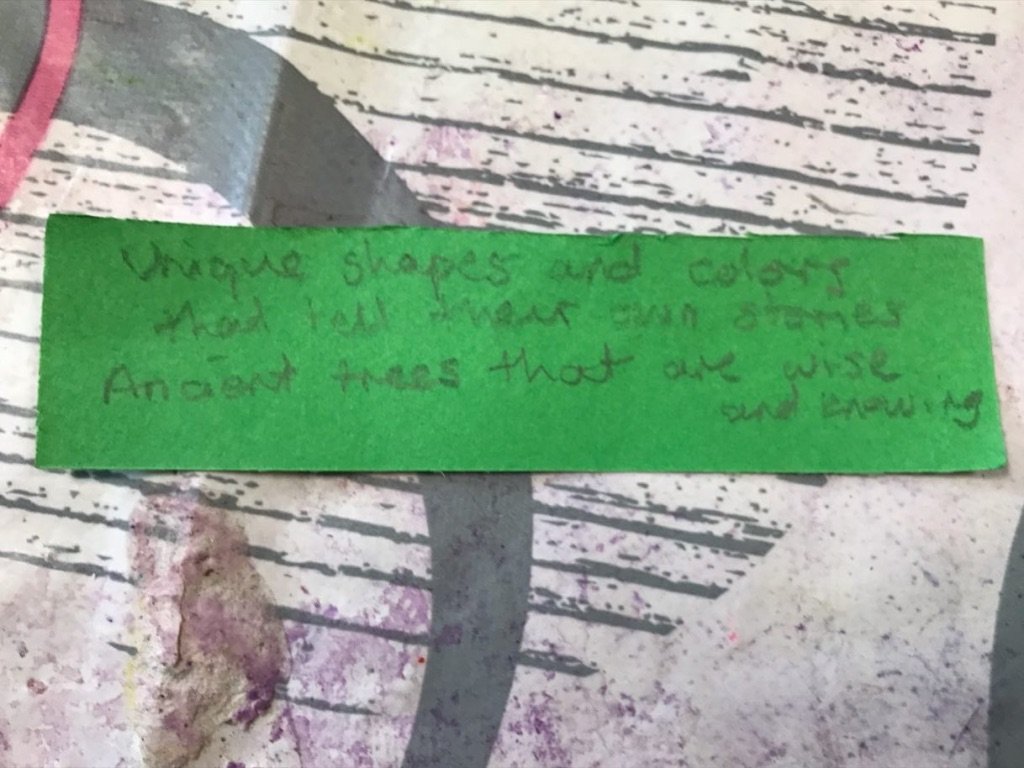 Unique shapes and colors
that tell their own stories
Ancient trees that are wise
and knowing